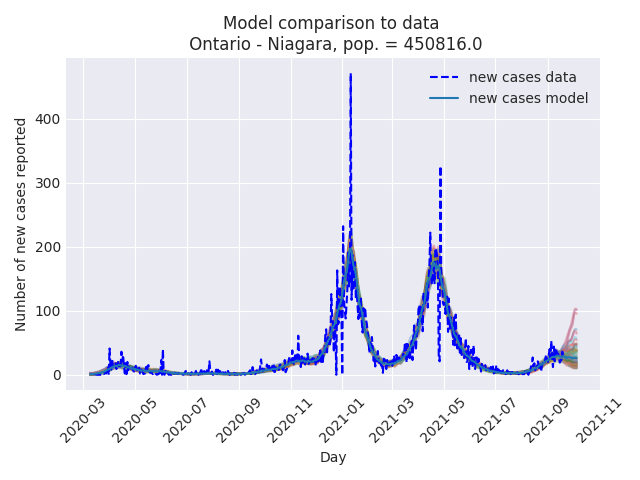 Model comparison to data
Ontario - Niagara, pop. = 450816.0
new cases data
new cases model
Number of new cases reported
400
300
200
100
0
2020-03
2020-05
2020-07
2020-09
2020-11
2021-01
2021-03
2021-05
2021-07
2021-09
2021-11
Day